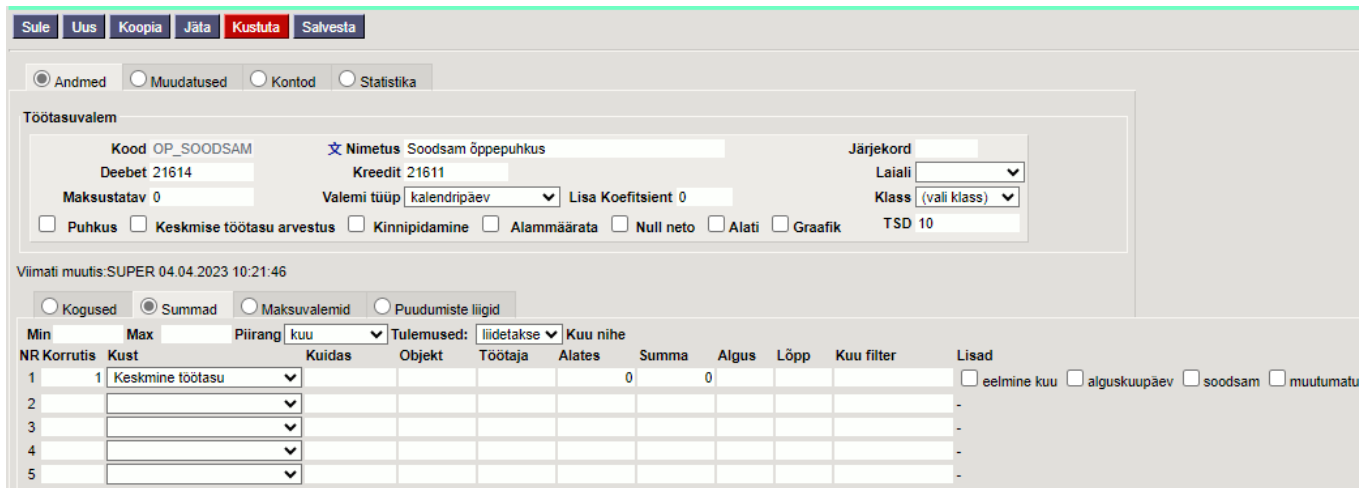 Sule Uus Koopia Jäta Kustuta Salvesta
Andmed Muudatused Kontod Statistika
Töötasuvalem
Kood OP_SOODSAM 文 Nimetus Soodsam õppepuhkus Järjekord
Deebet 21614 Kreedit 21611 Laiali
Maksustatav 0 Valemi tüüp kalendripäev Lisa Koefitsient 0 Klass (vali klass)
Puhkus Keskmise töötasu arvestus Kinnipidamine Alammäärata Null neto Alati Graafik TSD 10
Viimati muutis:SUPER 04.04.2023 10:21:46
Kogused Summad Maksuvalemid Puudumiste liigid
Min Max Piirang kuu Tulemused: liidetakse Kuu nihe
NR Korrutis Kust Kuidas Objekt Töötaja Alates Summa Algus Lõpp Kuu filter Lisad
1 1 Keskmine töötasu 0 0 eelmine kuu alguskuupäev soodsam muutumatu
2 -
3 -
4 -
5 -